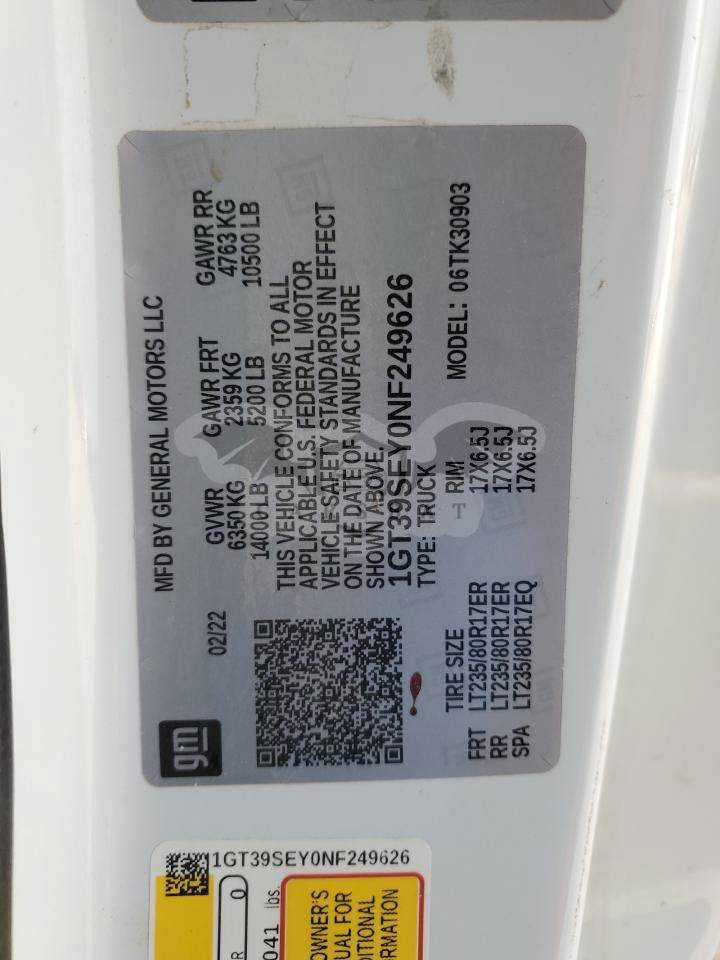 MFD BY GENERAL MOTORS LLC
02/22
GVWR GAWR FRT GAWR RR
6350 KG 2359 KG 4763 KG
14000 LB 5200 LB 10500 LB
THIS VEHICLE CONFORMS TO ALL
APPLICABLE U.S. FEDERAL MOTOR
VEHICLE SAFETY STANDARDS IN EFFECT
ON THE DATE OF MANUFACTURE
SHOWN ABOVE.
1GT39SEY0NF249626
TYPE: TRUCK
MODEL: 06TK30903
TIRE SIZE RIM
FRT LT235/80R17ER 17X6.5J
RR LT235/80R17ER 17X6.5J
SPA LT235/80R17EQ 17X6.5J
gm
1GT39SEY0NF249626
R 0
041 lbs.
OWNER'S
UAL FOR
DITIONAL
RMATION